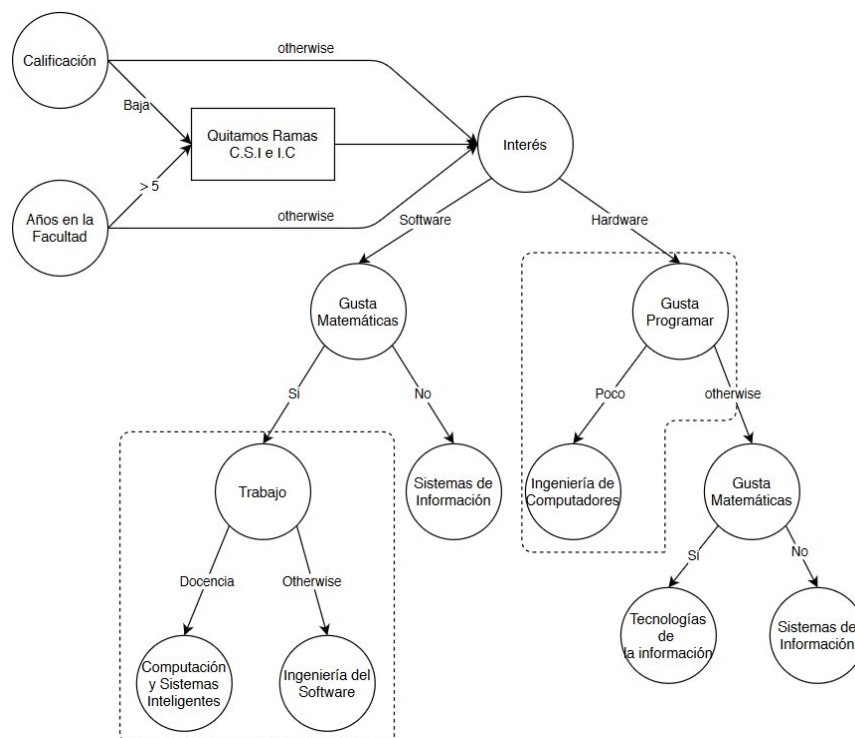 otherwise
Calificación
Baja
Quitamos Ramas
C.S.I e I.C
Interés
> 5
Años en la
Facultad
otherwise
Software
Hardware
Gusta
Matemáticas
Gusta
Programar
Si
No
Poco
otherwise
Trabajo
Sistemas de
Información
Ingeniería de
Computadores
Gusta
Matemáticas
Docencia
Otherwise
Si
No
Computación
y Sistemas
Inteligentes
Ingeniería del
Software
Tecnologías
de
la información
Sistemas de
Información